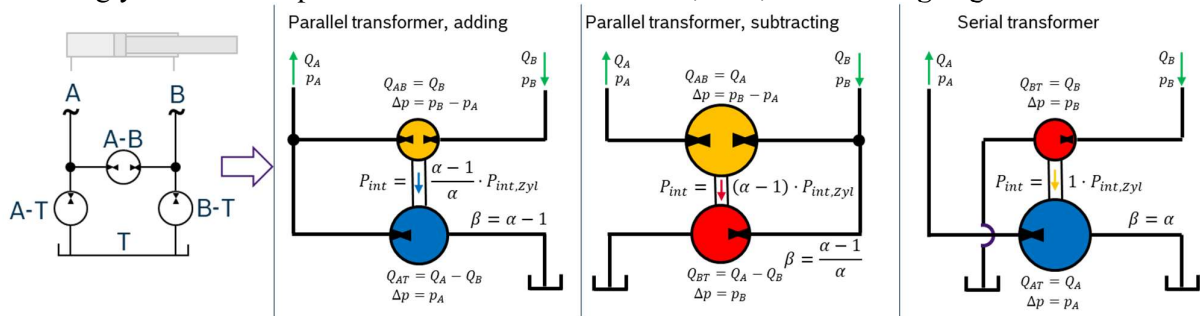 Parallel transformer, adding
Parallel transformer, subtracting
Serial transformer
A
B
A-B
A-T
B-T
T
Q_A
p_A
Q_B
p_B
Q_AB = Q_B
Δp = p_B − p_A
P_int = (α − 1)/α · P_int,Zyl
β = α − 1
Q_AT = Q_A − Q_B
Δp = p_A
Q_A
p_A
Q_B
p_B
Q_AB = Q_A
Δp = p_B − p_A
P_int = (α − 1) · P_int,Zyl
β = (α − 1)/α
Q_BT = Q_A − Q_B
Δp = p_B
Q_A
p_A
Q_B
p_B
Q_BT = Q_B
Δp = p_B
P_int = 1 · P_int,Zyl
β = α
Q_AT = Q_A
Δp = p_A